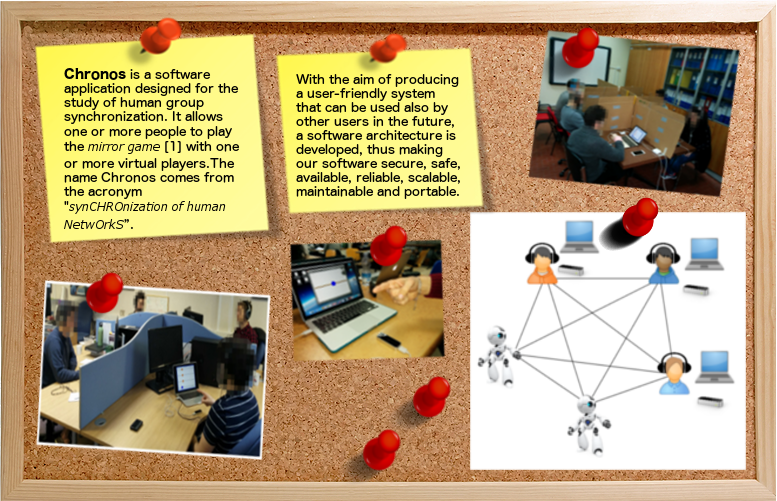 Chronos is a software
application designed for the
study of human group
synchronization. It allows
one or more people to play
the mirror game [1] with one
or more virtual players.The
name Chronos comes from
the acronym
"synCHROnization of human
NetwOrkS”.
With the aim of producing
a user-friendly system
that can be used also by
other users in the future,
a software architecture is
developed, thus making
our software secure, safe,
available, reliable, scalable,
maintainable and portable.